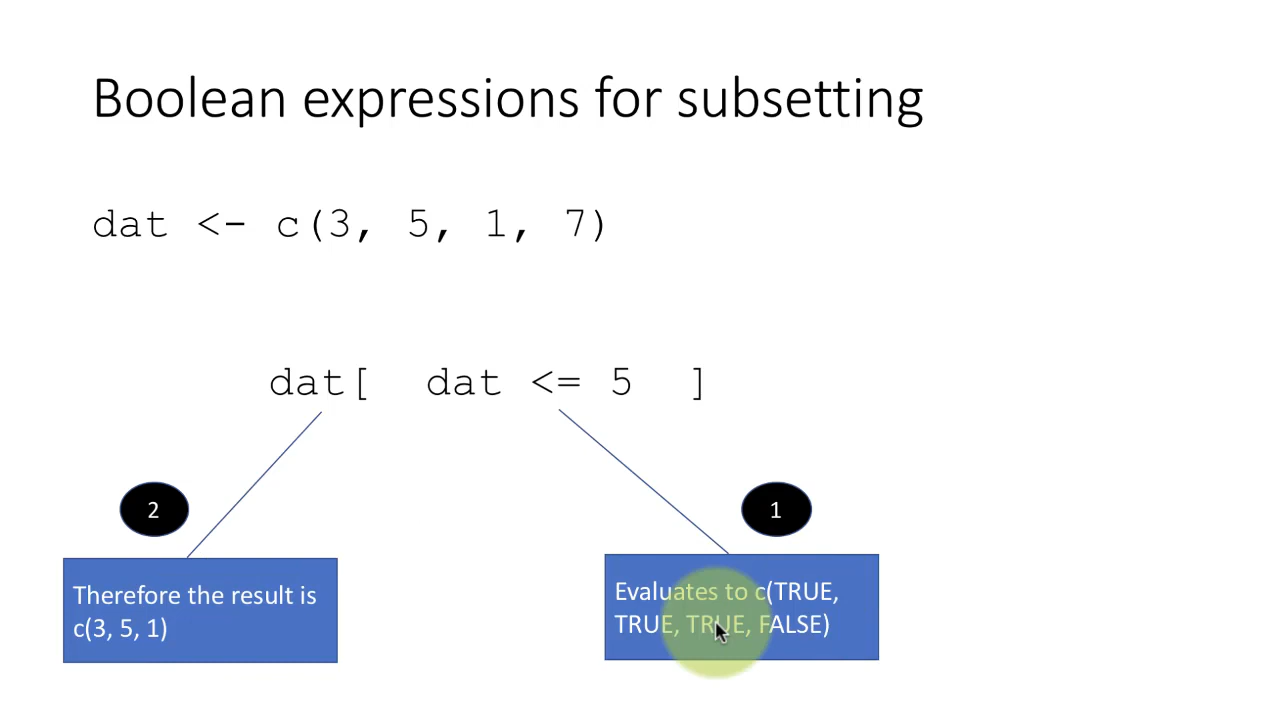 Boolean expressions for subsetting
dat <- c(3, 5, 1, 7)
dat[  dat <= 5  ]
2
1
Therefore the result is
c(3, 5, 1)
Evaluates to c(TRUE,
TRUE, TRUE, FALSE)